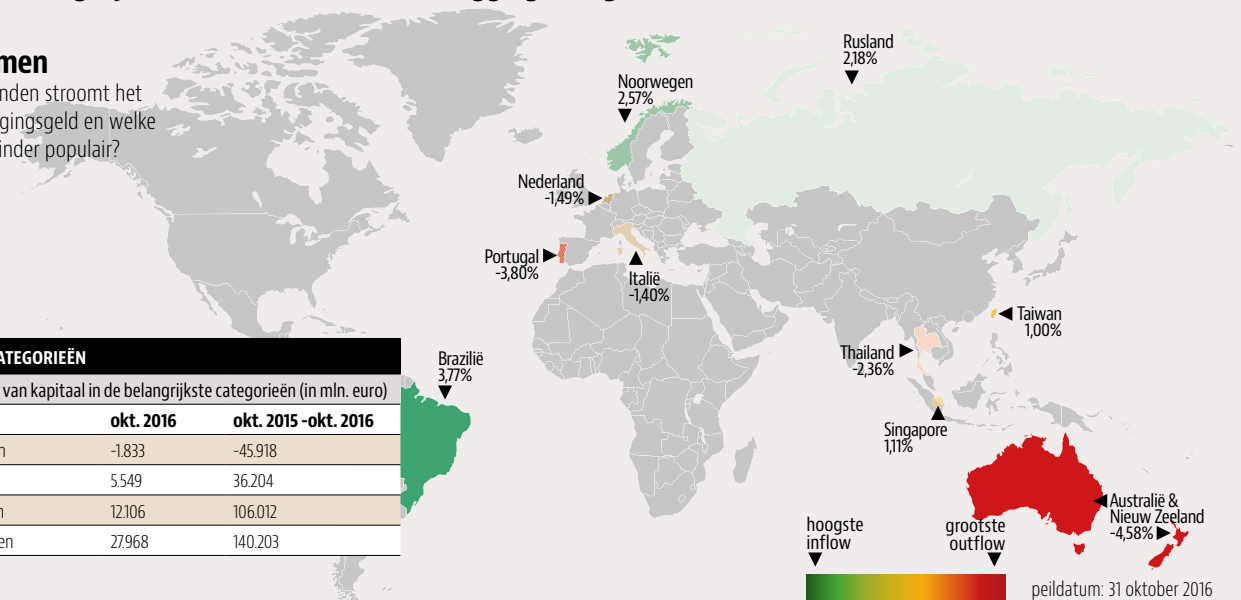 men
nden stroomt het
gingsgeld en welke
inder populair?
Rusland
2,18%
Noorwegen
2,57%
Nederland
-1,49%
Portugal
-3,80%
Italië
-1,40%
Taiwan
1,00%
Thailand
-2,36%
Singapore
1,11%
Brazilië
3,77%
Australië &
Nieuw Zeeland
-4,58%
ATEGORIEËN
van kapitaal in de belangrijkste categorieën (in mln. euro)
okt. 2016 okt. 2015 -okt. 2016
n -1.833 -45.918
5.549 36.204
n 12.106 106.012
en 27.968 140.203
hoogste
inflow
grootste
outflow
peildatum: 31 oktober 2016